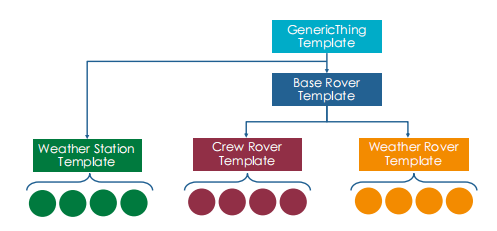 GenericThing
Template
Base Rover
Template
Weather Station
Template
Crew Rover
Template
Weather Rover
Template